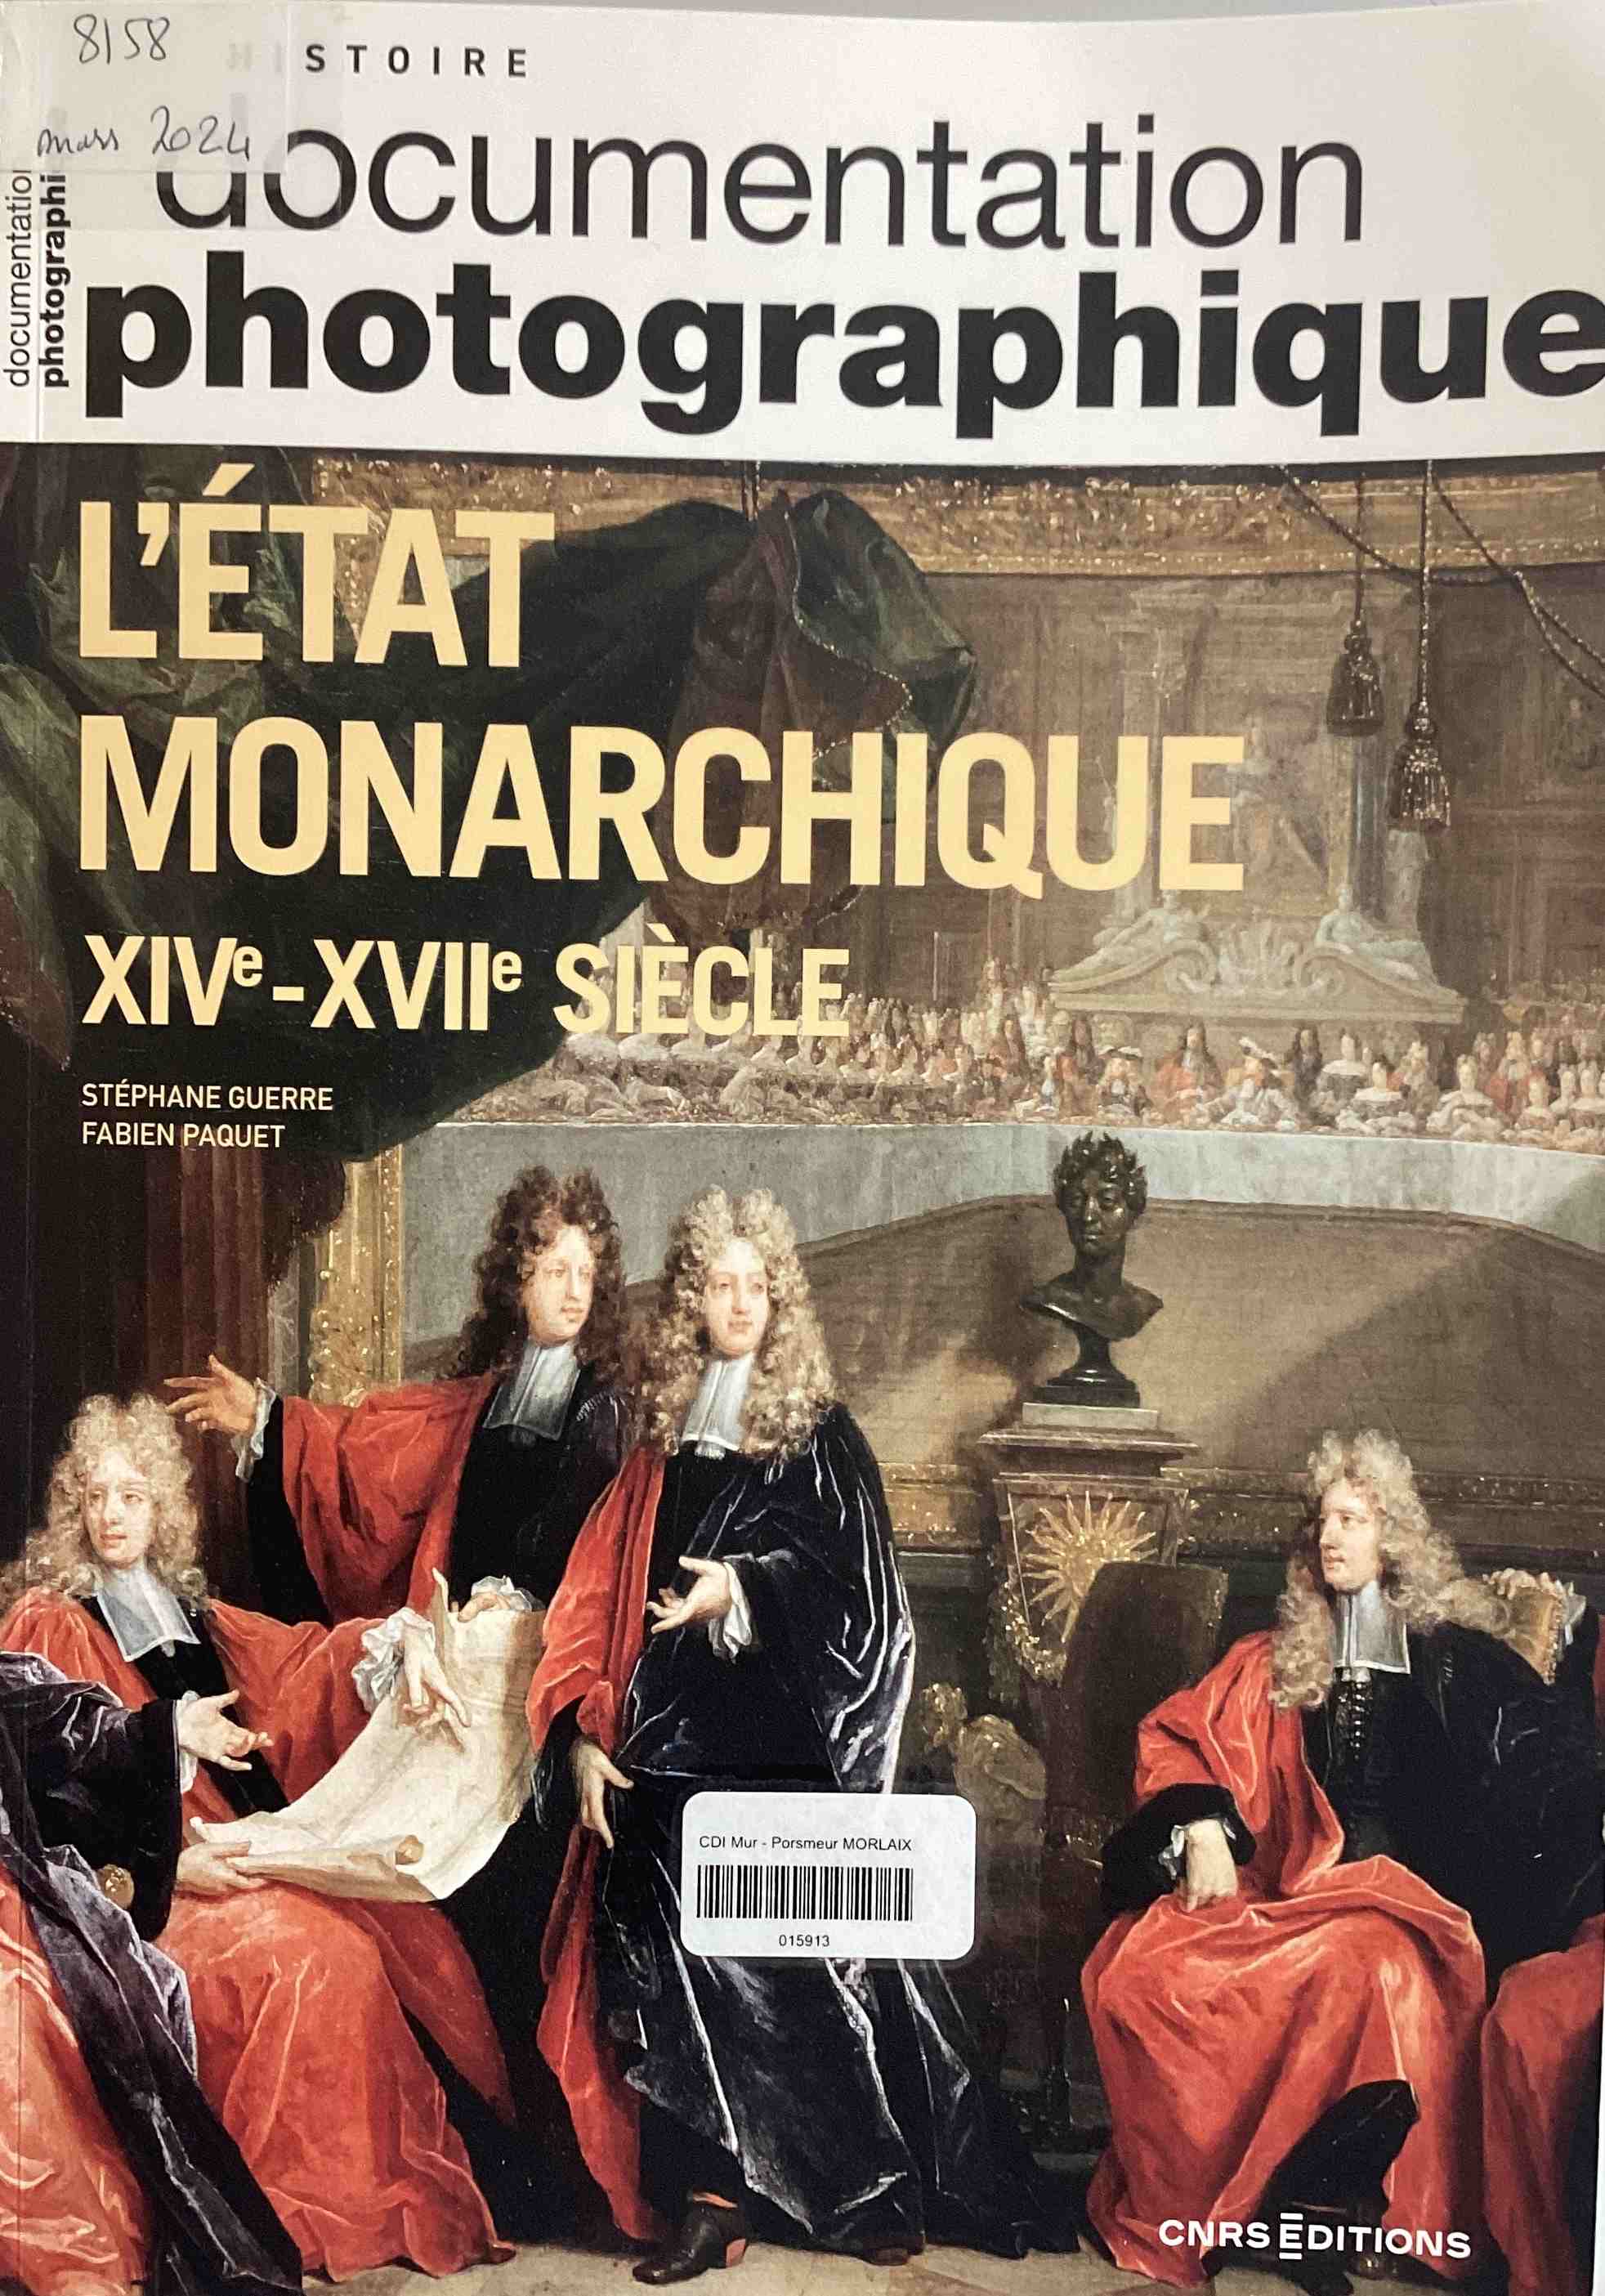 8158
mars 2024
HISTOIRE
documentation
photographique
documentation
photographi
L'ÉTAT
MONARCHIQUE
XIVe-XVIIe SIÈCLE
STÉPHANE GUERRE
FABIEN PAQUET
CDI Mur - Porsmeur MORLAIX
015913
CNRS ÉDITIONS